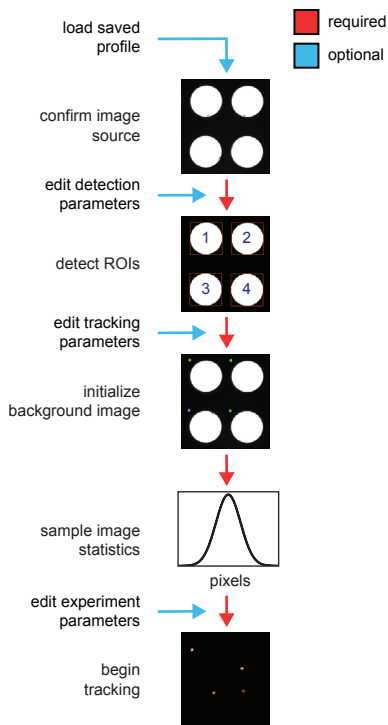 load saved
profile
required
optional
confirm image
source
edit detection
parameters
1
2
detect ROIs
3
4
edit tracking
parameters
initialize
background image
sample image
statistics
pixels
edit experiment
parameters
begin
tracking